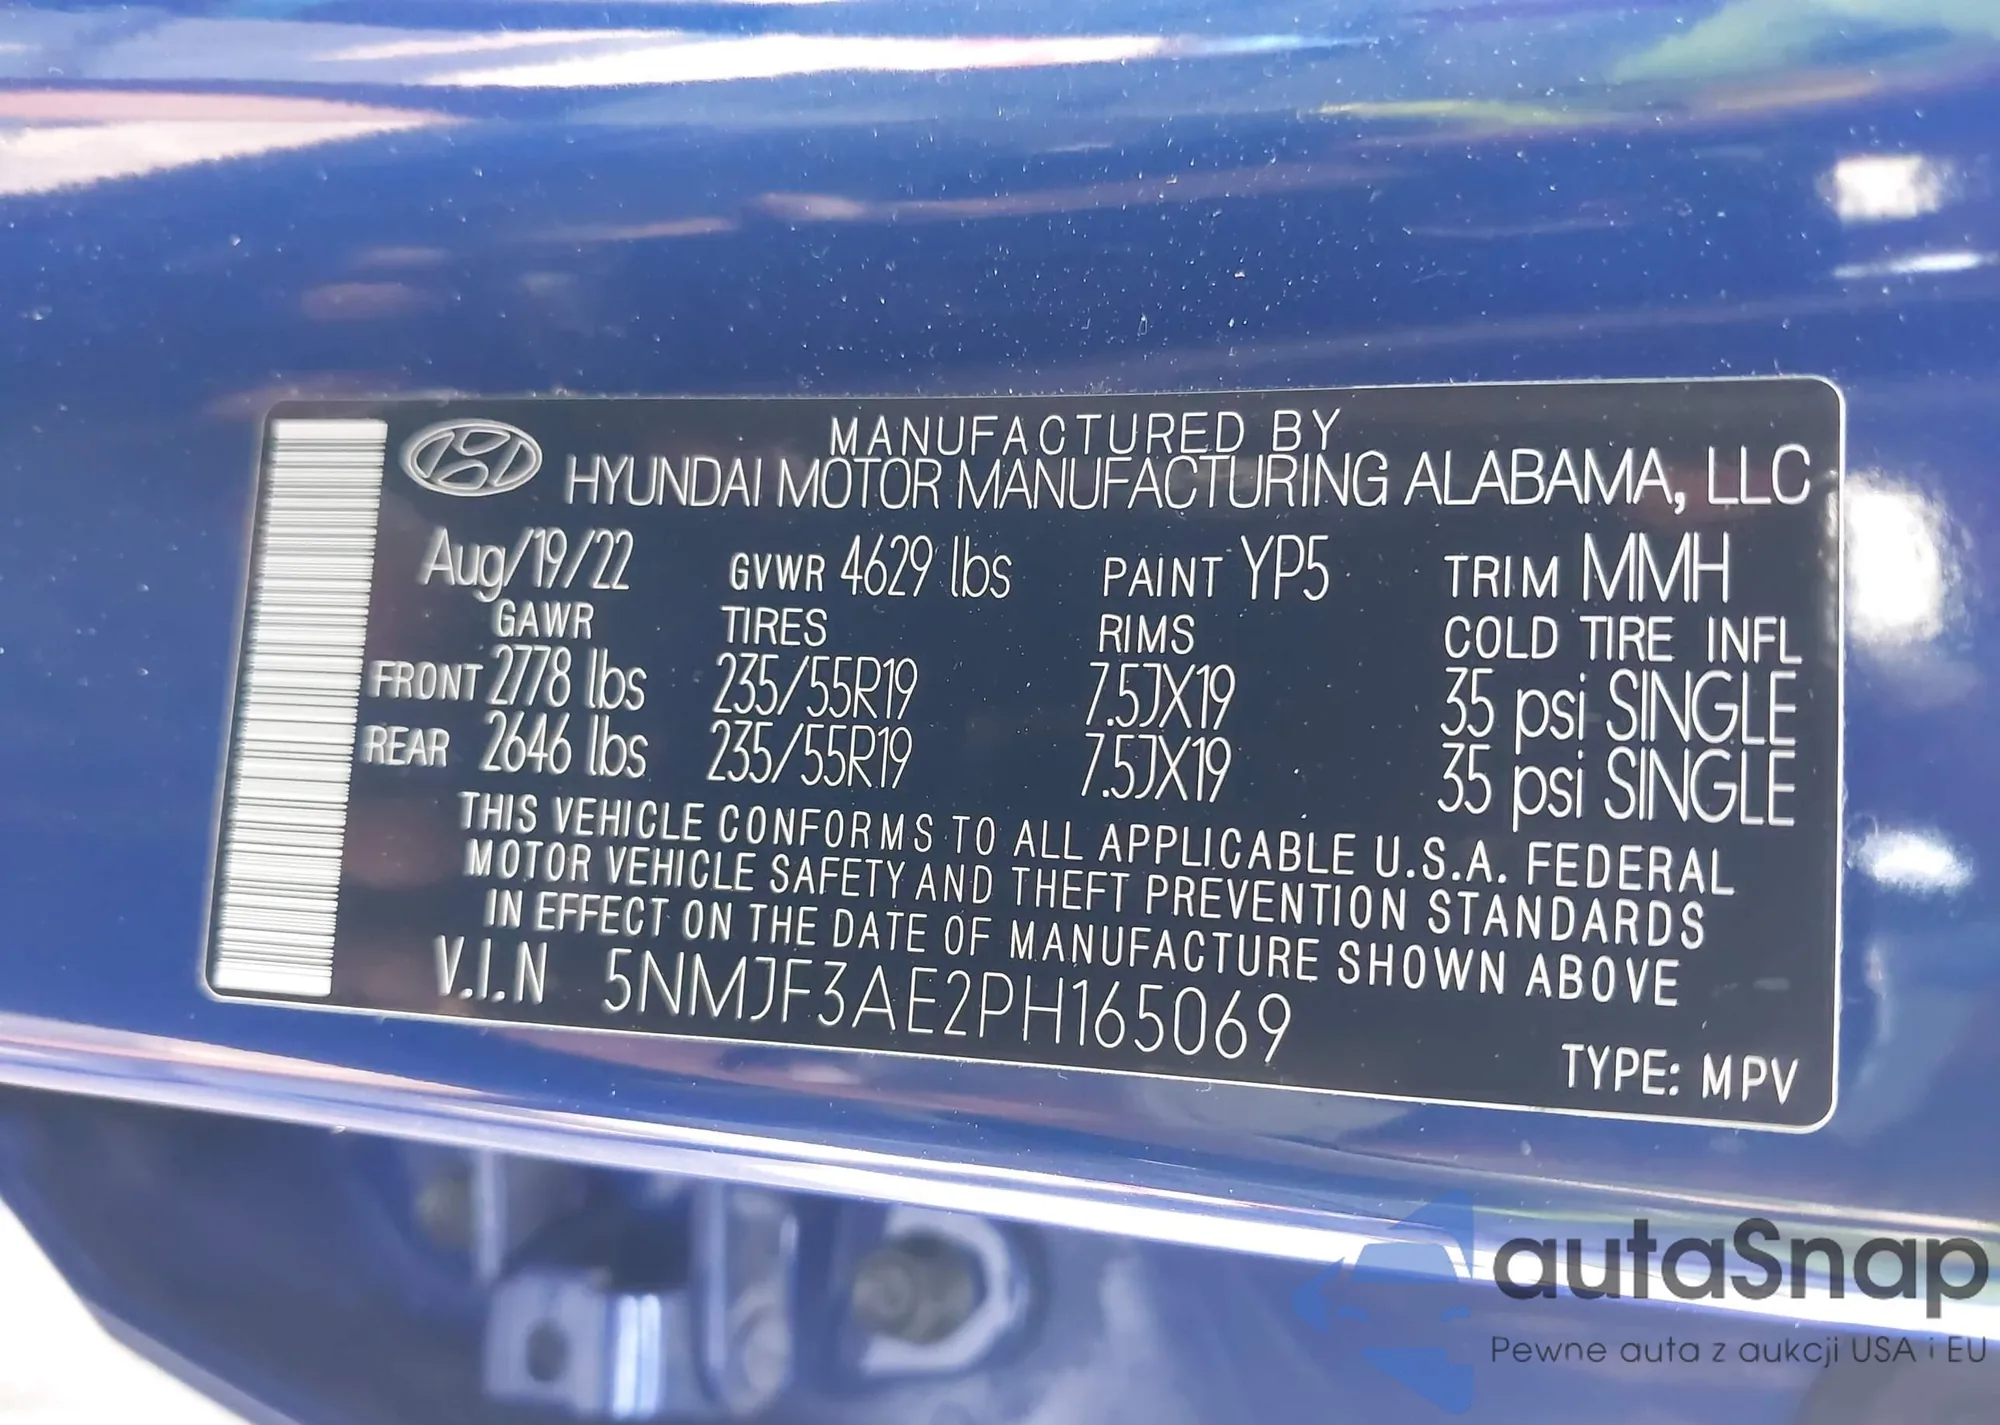 MANUFACTURED BY
HYUNDAI MOTOR MANUFACTURING ALABAMA, LLC
Aug/19/22 GVWR 4629 lbs PAINT YP5 TRIM MMH
GAWR TIRES RIMS COLD TIRE INFL
FRONT 2778 lbs 235/55R19 7.5JX19 35 psi SINGLE
REAR 2646 lbs 235/55R19 7.5JX19 35 psi SINGLE
THIS VEHICLE CONFORMS TO ALL APPLICABLE U.S.A. FEDERAL
MOTOR VEHICLE SAFETY AND THEFT PREVENTION STANDARDS
IN EFFECT ON THE DATE OF MANUFACTURE SHOWN ABOVE
V.I.N 5NMJF3AE2PH165069
TYPE: MPV
autaSnap
Pewne auta z aukcji USA i EU